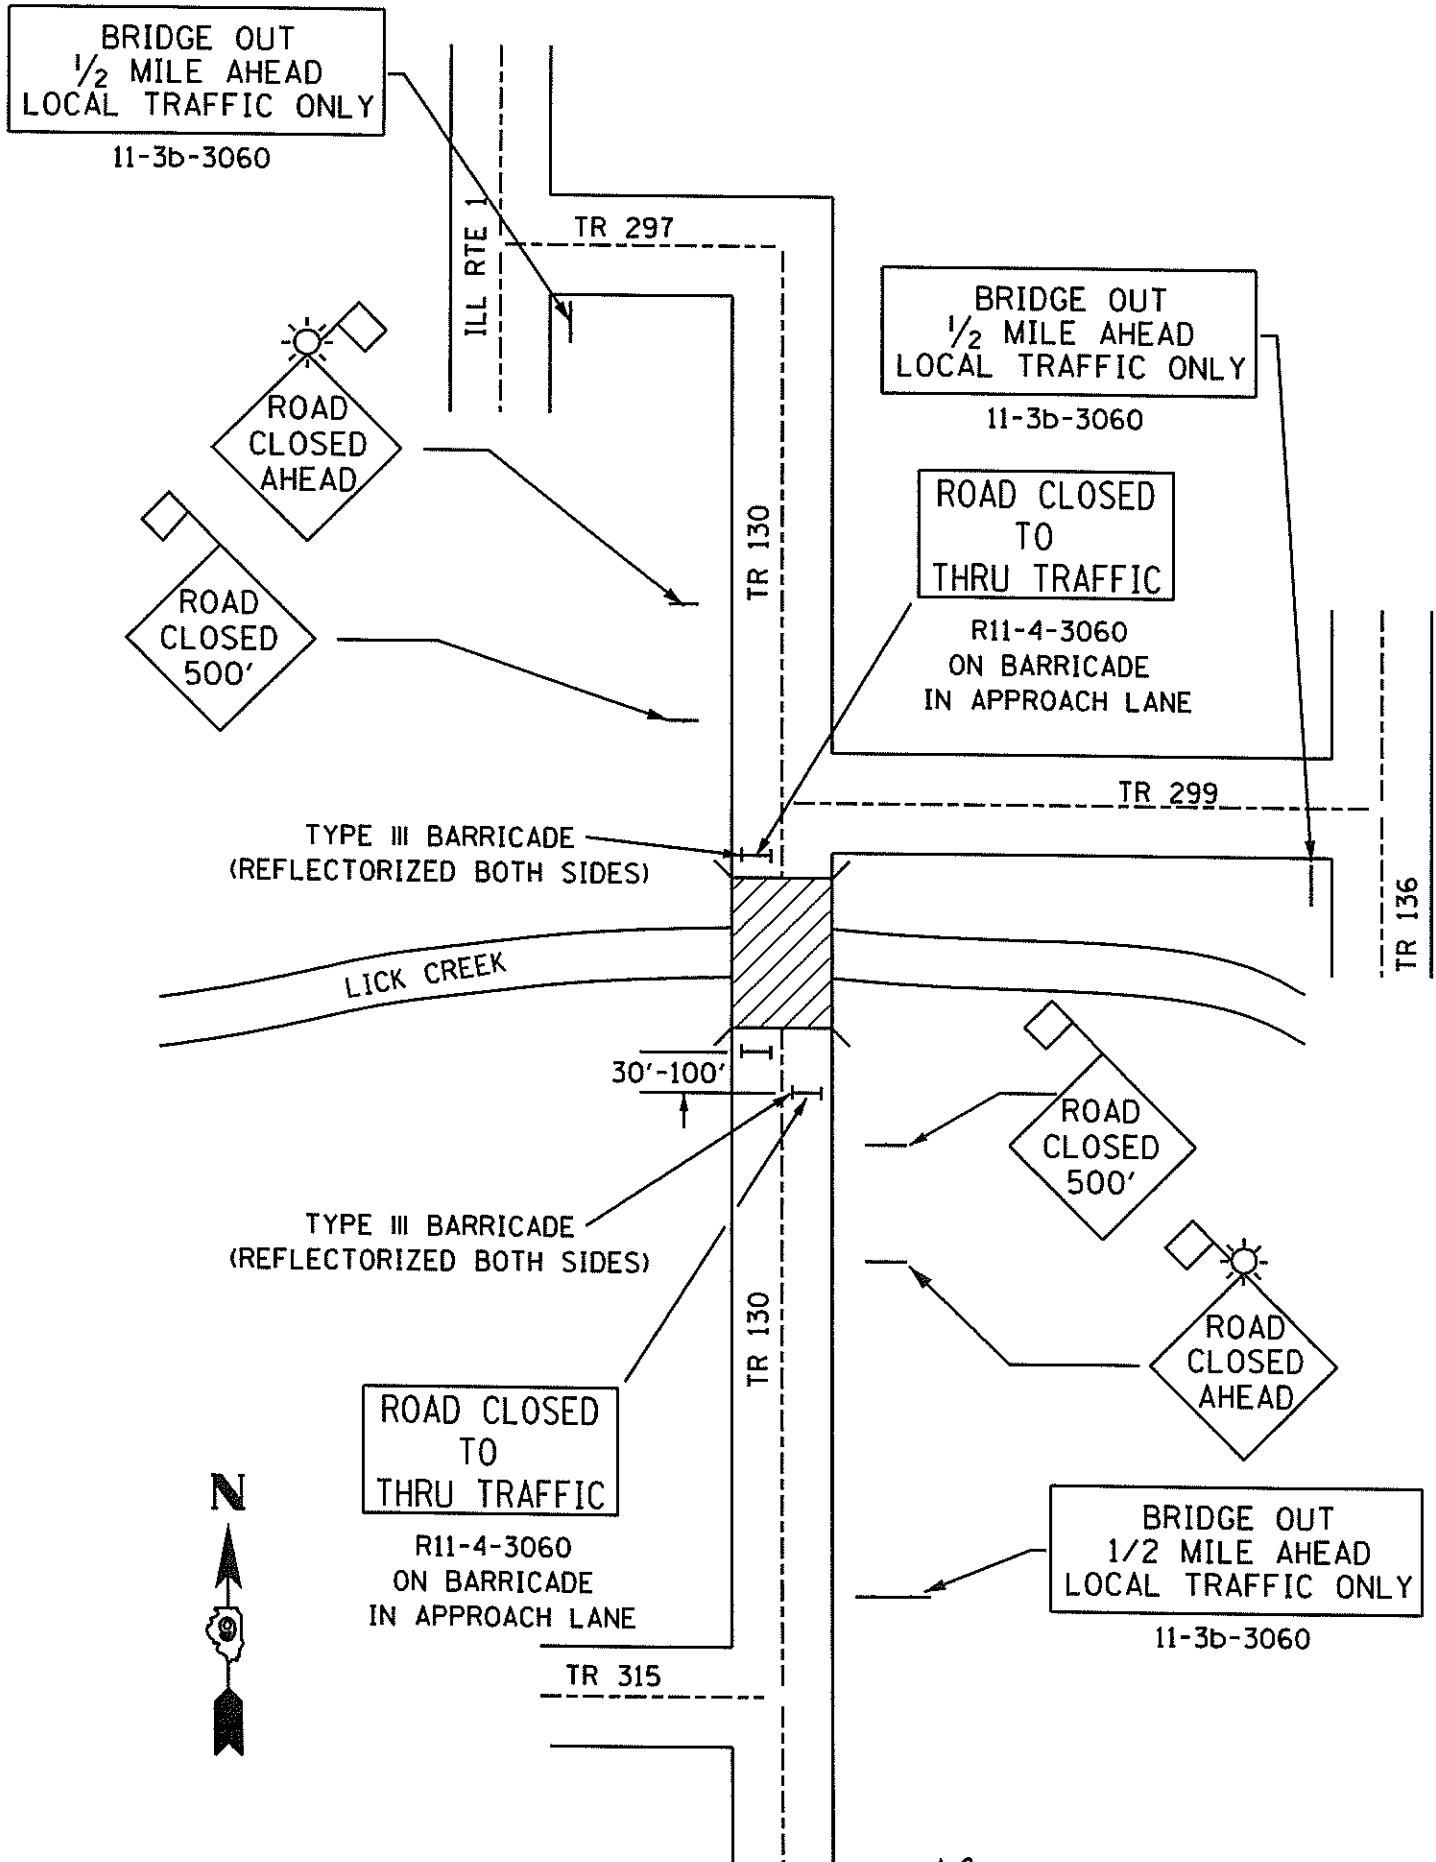 BRIDGE OUT
1/2 MILE AHEAD
LOCAL TRAFFIC ONLY
11-3b-3060
ILL RTE 1
TR 297
BRIDGE OUT
1/2 MILE AHEAD
LOCAL TRAFFIC ONLY
11-3b-3060
ROAD
CLOSED
AHEAD
ROAD
CLOSED
500'
TR 130
ROAD CLOSED
TO
THRU TRAFFIC
R11-4-3060
ON BARRICADE
IN APPROACH LANE
TR 299
TR 136
TYPE III BARRICADE
(REFLECTORIZED BOTH SIDES)
LICK CREEK
30'-100'
ROAD
CLOSED
500'
TYPE III BARRICADE
(REFLECTORIZED BOTH SIDES)
TR 130
ROAD
CLOSED
AHEAD
ROAD CLOSED
TO
THRU TRAFFIC
R11-4-3060
ON BARRICADE
IN APPROACH LANE
N
9
BRIDGE OUT
1/2 MILE AHEAD
LOCAL TRAFFIC ONLY
11-3b-3060
TR 315